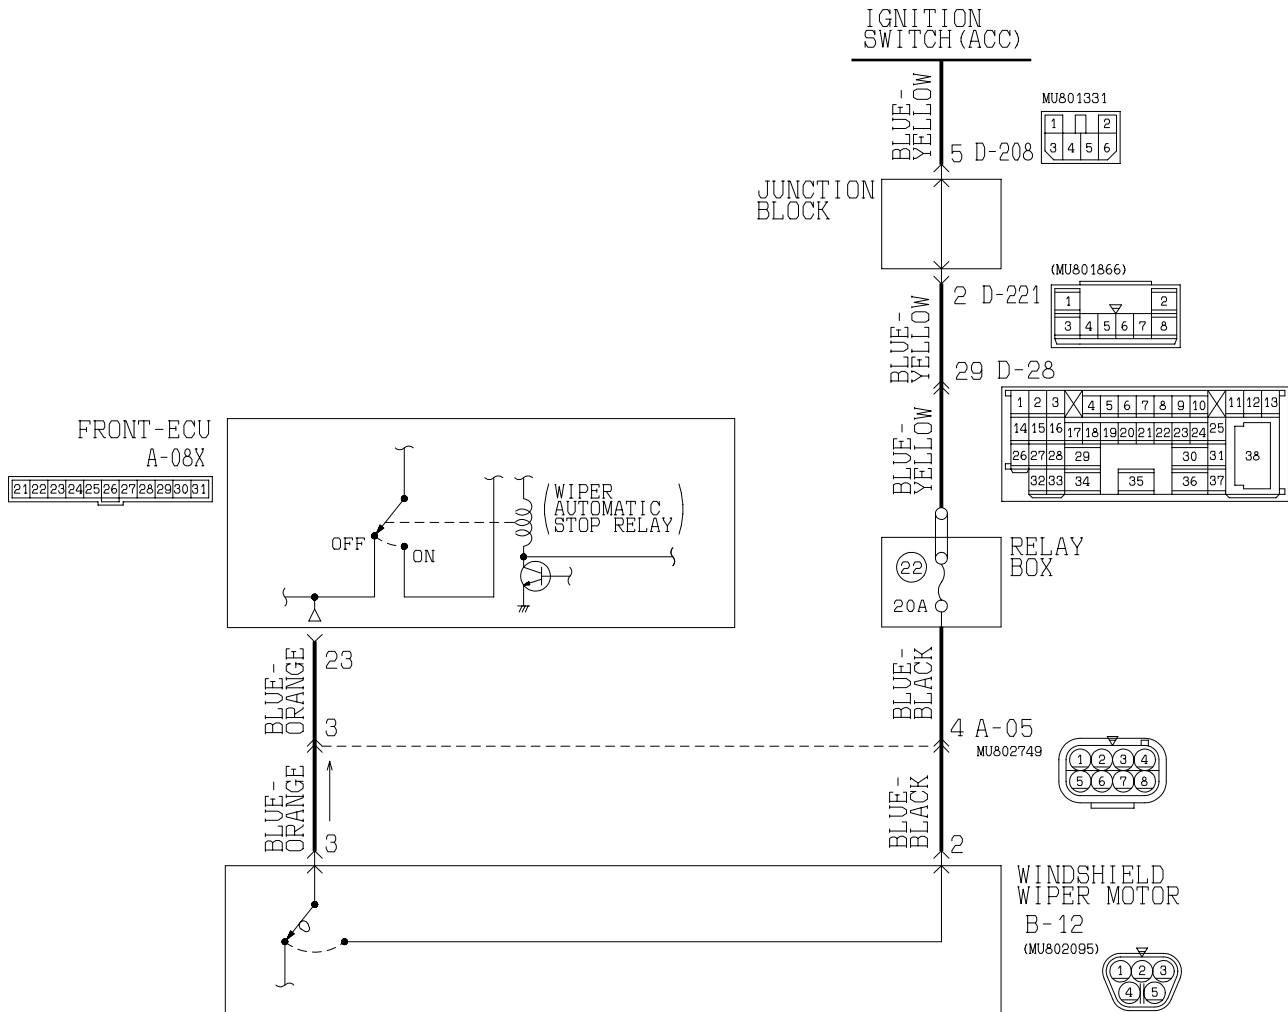 IGNITION
SWITCH(ACC)
BLUE-
YELLOW
MU801331
1 2
3 4 5 6
5 D-208
JUNCTION
BLOCK
(MU801866)
1 2
3 4 5 6 7 8
2 D-221
BLUE-
YELLOW
29 D-28
1 2 3 4 5 6 7 8 9 10 11 12 13
14 15 16 17 18 19 20 21 22 23 24 25
26 27 28 29 30 31 38
32 33 34 35 36 37
BLUE-
YELLOW
FRONT-ECU
A-08X
21 22 23 24 25 26 27 28 29 30 31
(WIPER
AUTOMATIC
STOP RELAY)
OFF
ON
RELAY
BOX
22
20A
23
BLUE-
ORANGE
BLUE-
BLACK
3
4 A-05
MU802749
1 2 3 4
5 6 7 8
BLUE-
ORANGE
3
BLUE-
BLACK
2
WINDSHIELD
WIPER MOTOR
B-12
(MU802095)
1 2 3
4 5